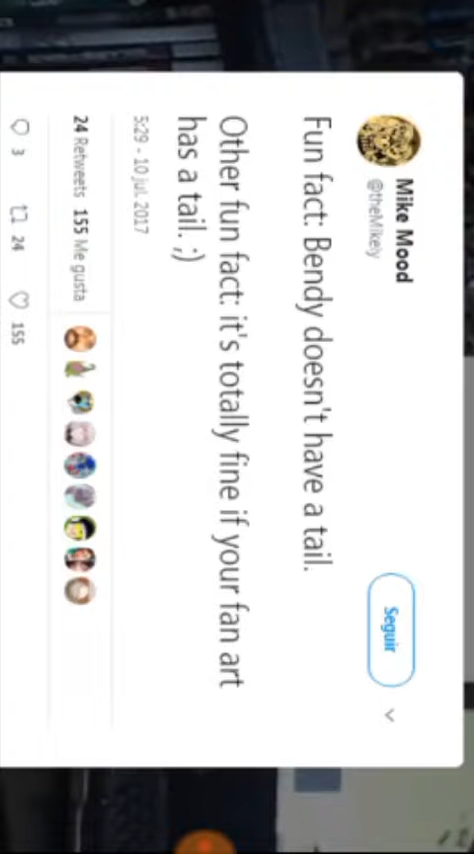 Mike Mood
@theMikely
Seguir
Fun fact: Bendy doesn't have a tail.
Other fun fact: it's totally fine if your fan art
has a tail. ;)
5:29 - 10 jul. 2017
24 Retweets 155 Me gusta
3 24 155